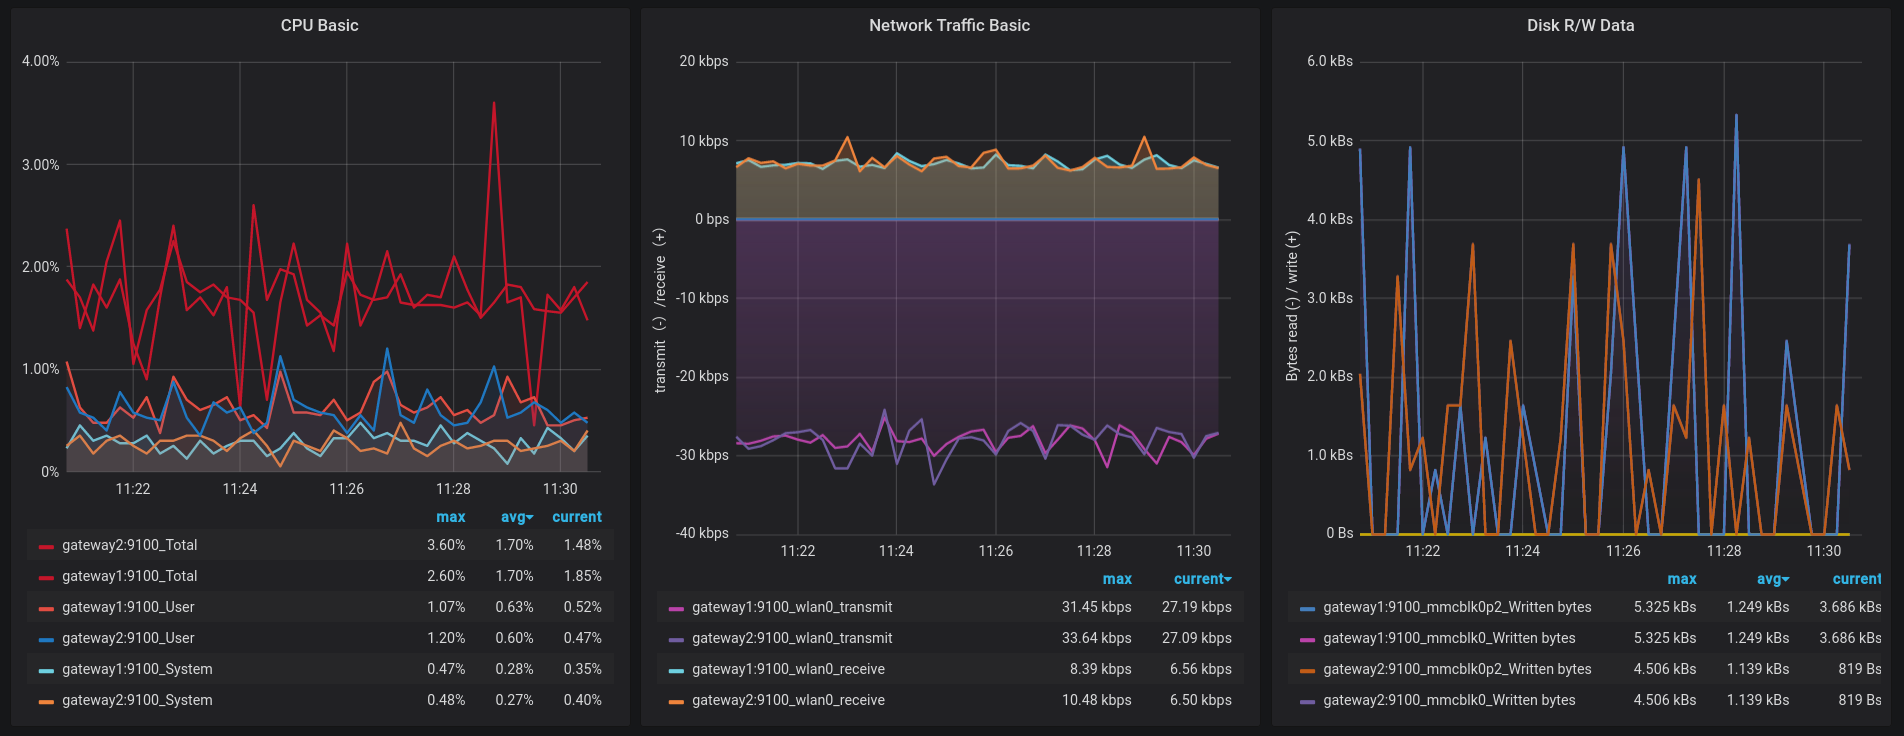 CPU Basic
4.00%
3.00%
2.00%
1.00%
0%
11:22 11:24 11:26 11:28 11:30
max avg current
gateway2:9100_Total 3.60% 1.70% 1.48%
gateway1:9100_Total 2.60% 1.70% 1.85%
gateway1:9100_User 1.07% 0.63% 0.52%
gateway2:9100_User 1.20% 0.60% 0.47%
gateway1:9100_System 0.47% 0.28% 0.35%
gateway2:9100_System 0.48% 0.27% 0.40%
Network Traffic Basic
transmit (-) /receive (+)
20 kbps
10 kbps
0 bps
-10 kbps
-20 kbps
-30 kbps
-40 kbps
11:22 11:24 11:26 11:28 11:30
max current
gateway1:9100_wlan0_transmit 31.45 kbps 27.19 kbps
gateway2:9100_wlan0_transmit 33.64 kbps 27.09 kbps
gateway1:9100_wlan0_receive 8.39 kbps 6.56 kbps
gateway2:9100_wlan0_receive 10.48 kbps 6.50 kbps
Disk R/W Data
Bytes read (-) / write (+)
6.0 kBs
5.0 kBs
4.0 kBs
3.0 kBs
2.0 kBs
1.0 kBs
0 Bs
11:22 11:24 11:26 11:28 11:30
max avg current
gateway1:9100_mmcblk0p2_Written bytes 5.325 kBs 1.249 kBs 3.686 kBs
gateway1:9100_mmcblk0_Written bytes 5.325 kBs 1.249 kBs 3.686 kBs
gateway2:9100_mmcblk0p2_Written bytes 4.506 kBs 1.139 kBs 819 Bs
gateway2:9100_mmcblk0_Written bytes 4.506 kBs 1.139 kBs 819 Bs